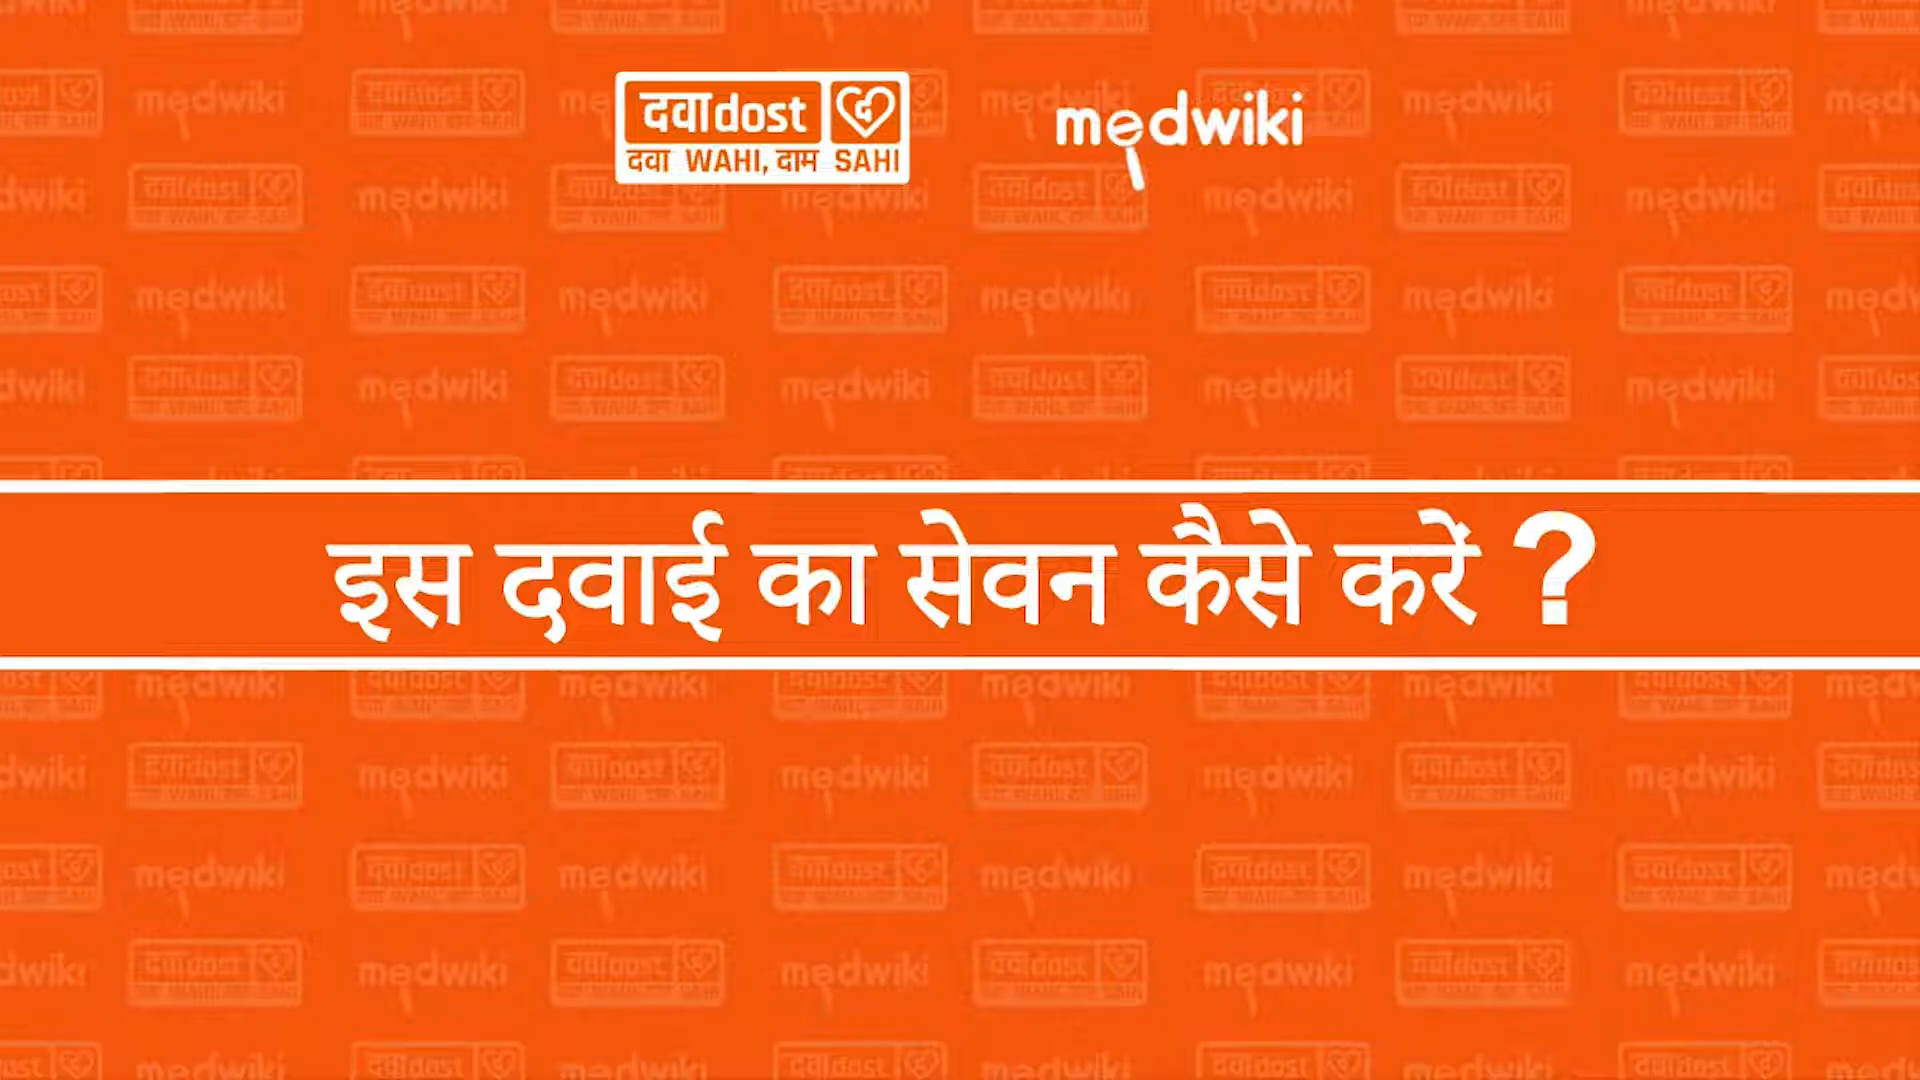 दवाdost
दवा WAHI, दाम SAHI
medwiki
इस दवाई का सेवन कैसे करें ?